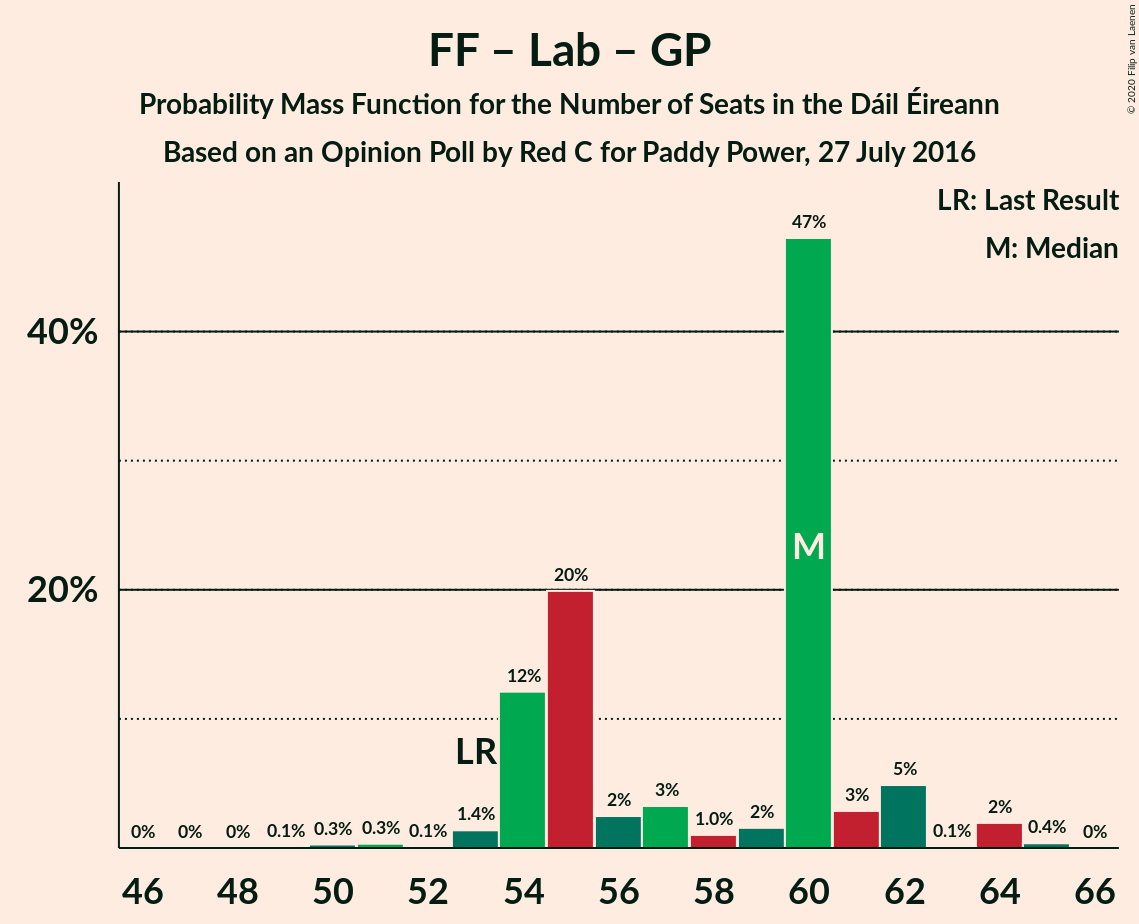 FF – Lab – GP
Probability Mass Function for the Number of Seats in the Dáil Éireann
Based on an Opinion Poll by Red C for Paddy Power, 27 July 2016
© 2020 Filip van Laenen
LR: Last Result
M: Median
40%
20%
0%
0%
0%
0.1%
0.3%
0.3%
0.1%
1.4%
12%
20%
2%
3%
1.0%
2%
47%
3%
5%
0.1%
2%
0.4%
0%
LR
M
46 48 50 52 54 56 58 60 62 64 66